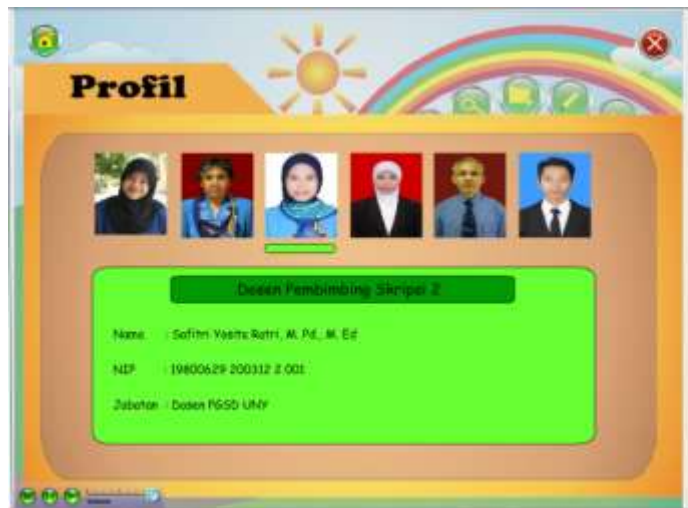 Profil
Dosen Pembimbing Skripsi 2
Nama : Safitri Yosita Ratri, M. Pd., M. Ed
NIP : 19800629 200312 2 001
Jabatan : Dosen PGSD UNY